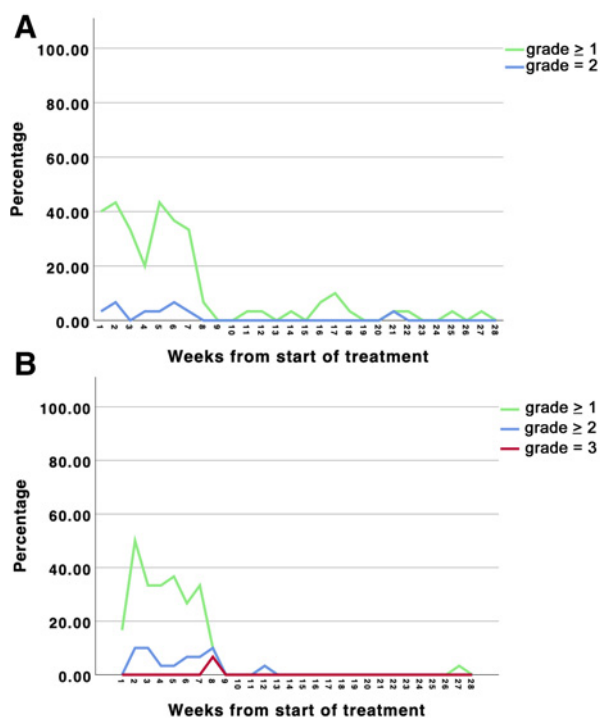 A
grade ≥ 1
grade = 2
100.00
80.00
60.00
40.00
20.00
0.00
Percentage
1 2 3 4 5 6 7 8 9 10 11 12 13 14 15 16 17 18 19 20 21 22 23 24 25 26 27 28
Weeks from start of treatment
B
grade ≥ 1
grade ≥ 2
grade = 3
100.00
80.00
60.00
40.00
20.00
0.00
Percentage
1 2 3 4 5 6 7 8 9 10 11 12 13 14 15 16 17 18 19 20 21 22 23 24 25 26 27 28
Weeks from start of treatment